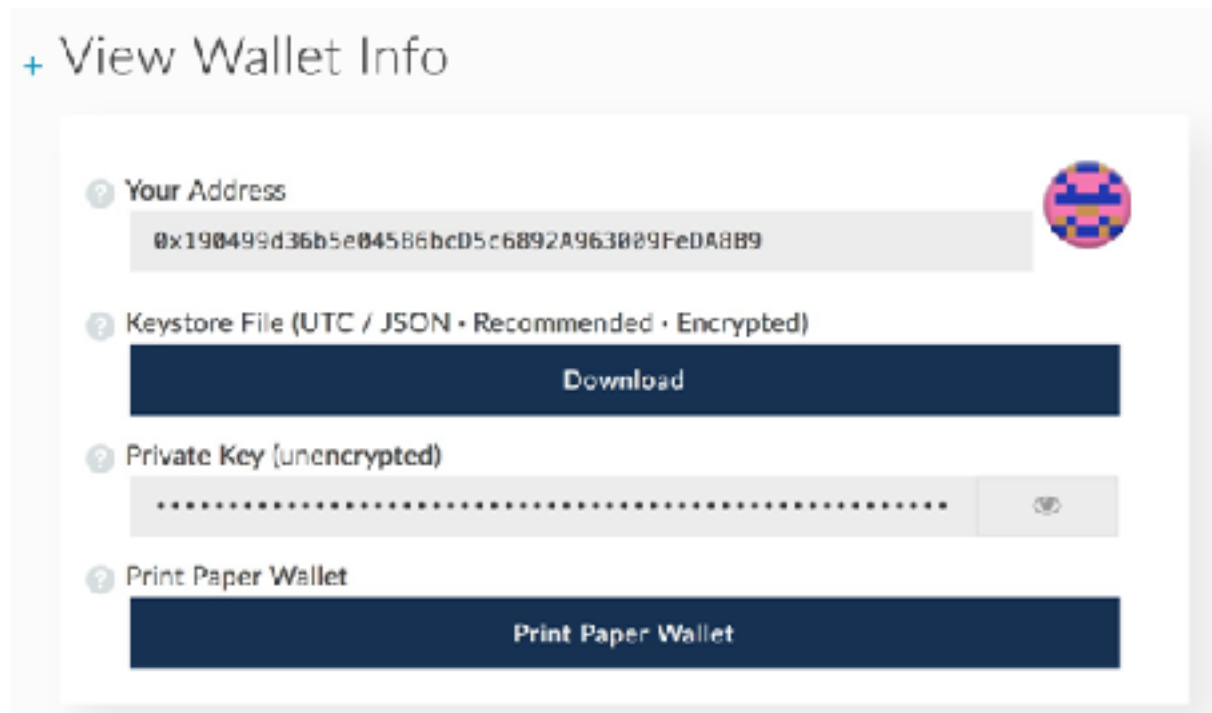 + View Wallet Info
Your Address
0x190499d36b5e04586bcD5c6892A963009FeDA8B9
Keystore File (UTC / JSON · Recommended · Encrypted)
Download
Private Key (unencrypted)
Print Paper Wallet
Print Paper Wallet